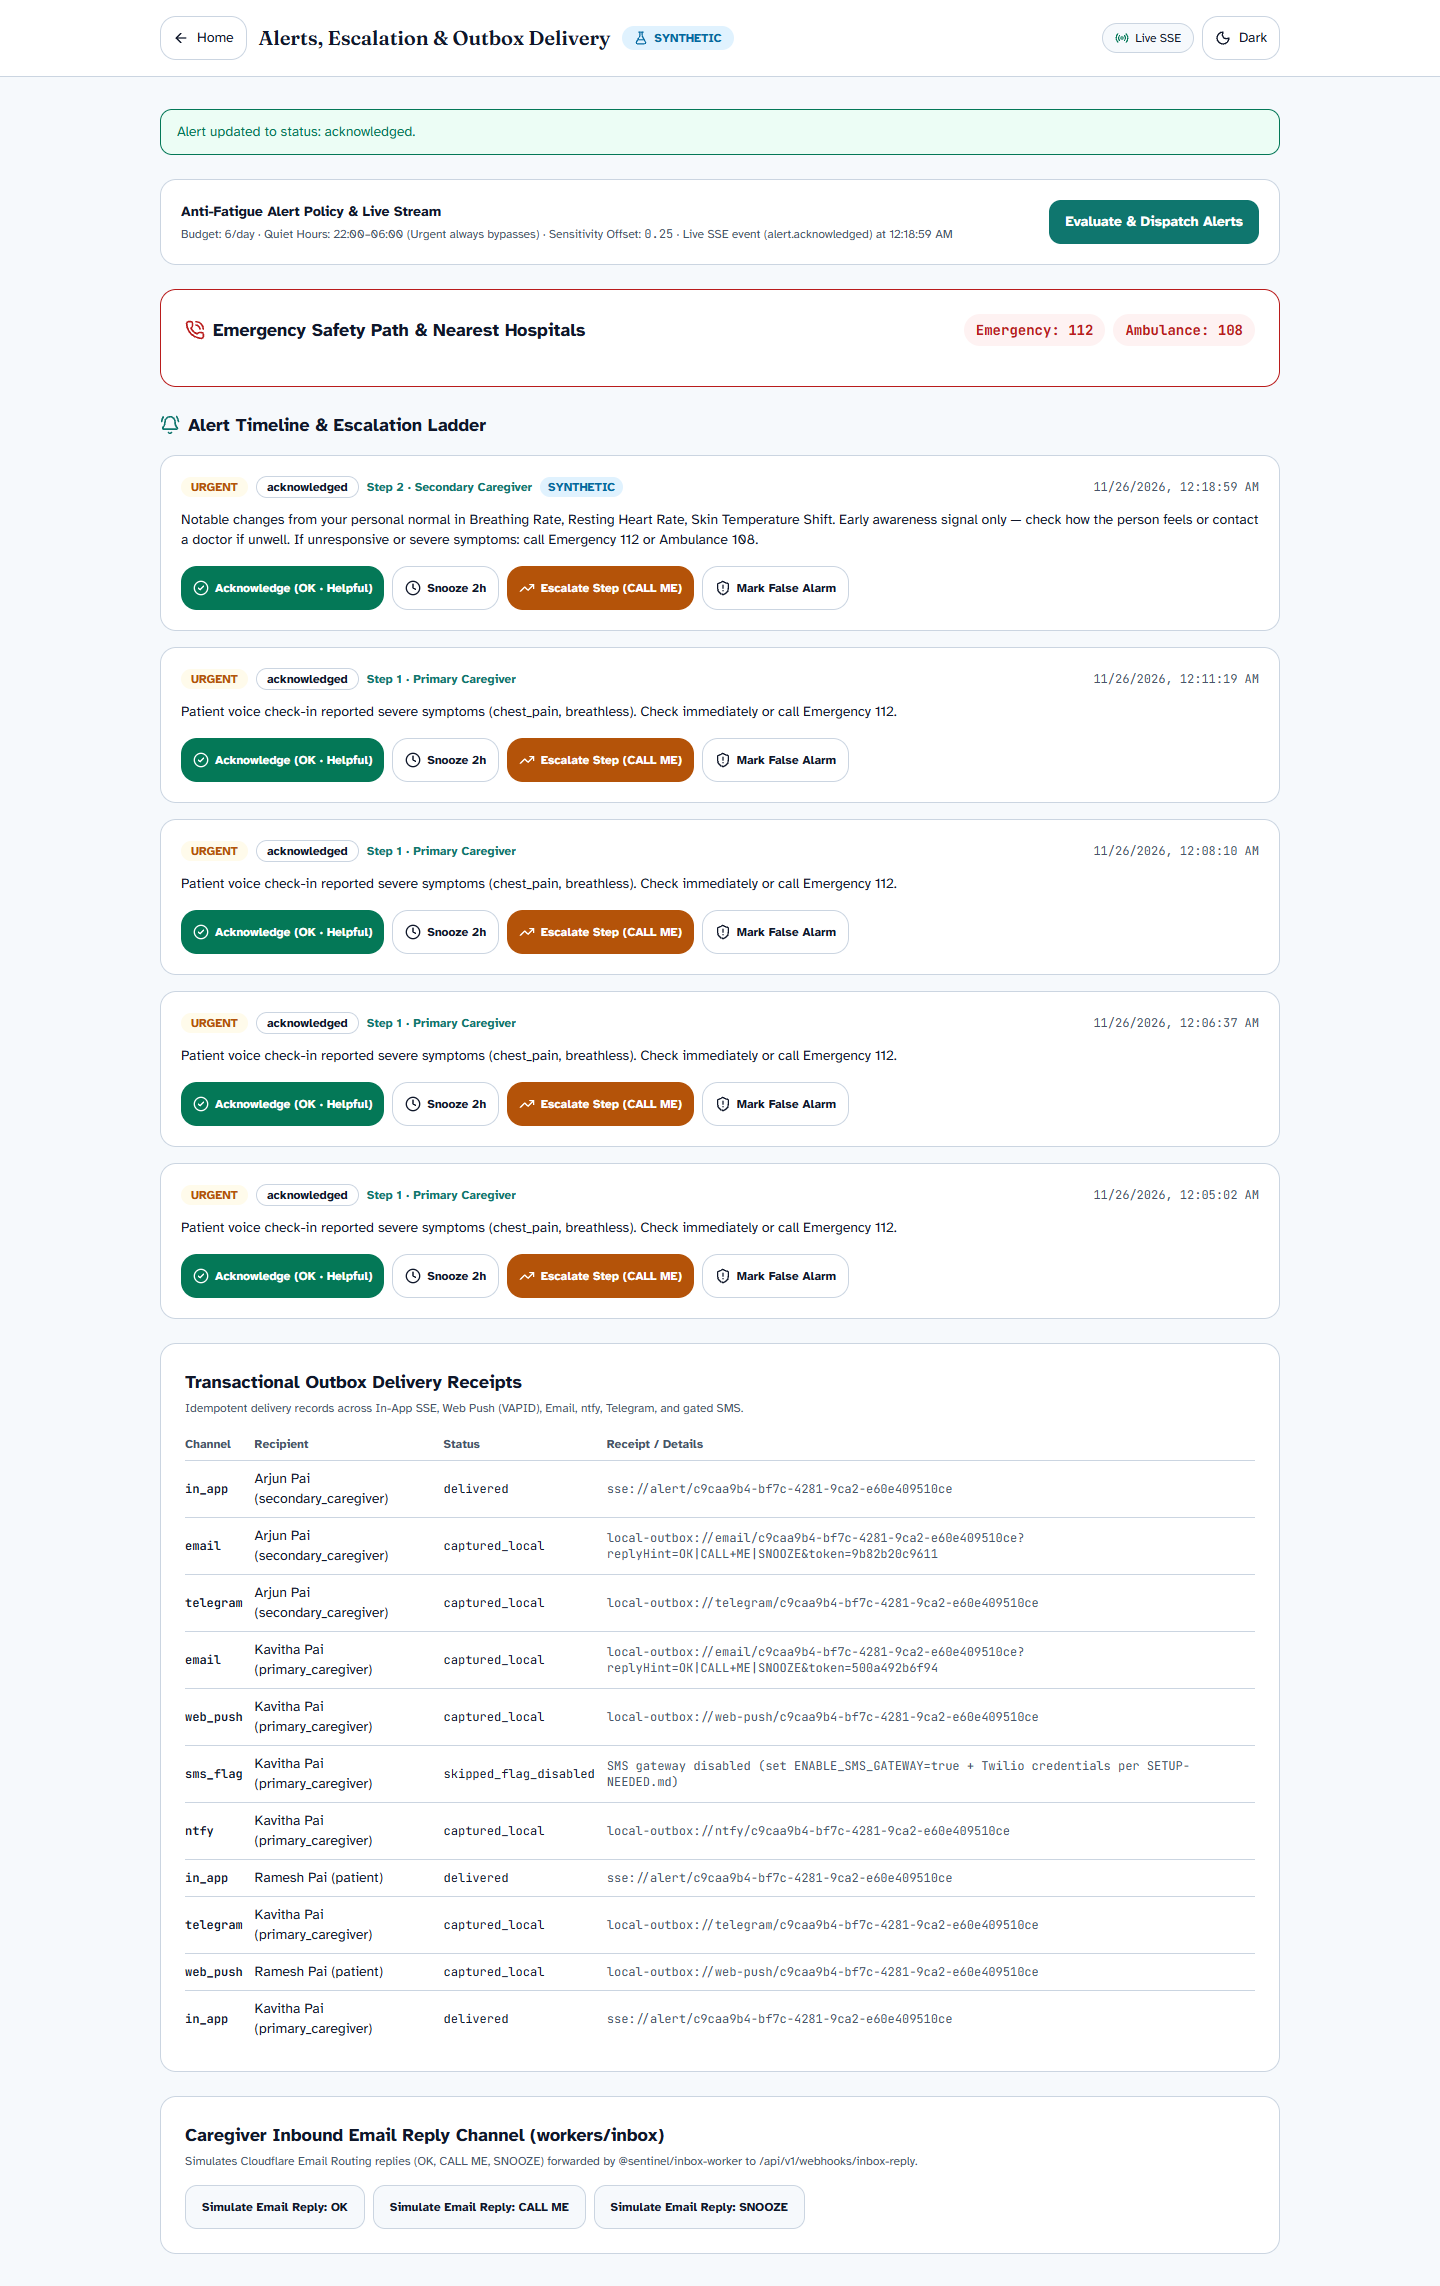 Home
Alerts, Escalation & Outbox Delivery
SYNTHETIC
Live SSE
Dark
Alert updated to status: acknowledged.
Anti-Fatigue Alert Policy & Live Stream
Budget: 6/day · Quiet Hours: 22:00–06:00 (Urgent always bypasses) · Sensitivity Offset: 0.25 · Live SSE event (alert.acknowledged) at 12:18:59 AM
Evaluate & Dispatch Alerts
Emergency Safety Path & Nearest Hospitals
Emergency: 112
Ambulance: 108
Alert Timeline & Escalation Ladder
URGENT acknowledged Step 2 · Secondary Caregiver SYNTHETIC 11/26/2026, 12:18:59 AM
Notable changes from your personal normal in Breathing Rate, Resting Heart Rate, Skin Temperature Shift. Early awareness signal only — check how the person feels or contact
a doctor if unwell. If unresponsive or severe symptoms: call Emergency 112 or Ambulance 108.
Acknowledge (OK · Helpful) Snooze 2h Escalate Step (CALL ME) Mark False Alarm
URGENT acknowledged Step 1 · Primary Caregiver 11/26/2026, 12:11:19 AM
Patient voice check-in reported severe symptoms (chest_pain, breathless). Check immediately or call Emergency 112.
Acknowledge (OK · Helpful) Snooze 2h Escalate Step (CALL ME) Mark False Alarm
URGENT acknowledged Step 1 · Primary Caregiver 11/26/2026, 12:08:10 AM
Patient voice check-in reported severe symptoms (chest_pain, breathless). Check immediately or call Emergency 112.
Acknowledge (OK · Helpful) Snooze 2h Escalate Step (CALL ME) Mark False Alarm
URGENT acknowledged Step 1 · Primary Caregiver 11/26/2026, 12:06:37 AM
Patient voice check-in reported severe symptoms (chest_pain, breathless). Check immediately or call Emergency 112.
Acknowledge (OK · Helpful) Snooze 2h Escalate Step (CALL ME) Mark False Alarm
URGENT acknowledged Step 1 · Primary Caregiver 11/26/2026, 12:05:02 AM
Patient voice check-in reported severe symptoms (chest_pain, breathless). Check immediately or call Emergency 112.
Acknowledge (OK · Helpful) Snooze 2h Escalate Step (CALL ME) Mark False Alarm
Transactional Outbox Delivery Receipts
Idempotent delivery records across In-App SSE, Web Push (VAPID), Email, ntfy, Telegram, and gated SMS.
Channel Recipient Status Receipt / Details
in_app Arjun Pai (secondary_caregiver) delivered sse://alert/c9caa9b4-bf7c-4281-9ca2-e60e409510ce
email Arjun Pai (secondary_caregiver) captured_local local-outbox://email/c9caa9b4-bf7c-4281-9ca2-e60e409510ce?
replyHint=OK|CALL+ME|SNOOZE&token=9b82b20c9611
telegram Arjun Pai (secondary_caregiver) captured_local local-outbox://telegram/c9caa9b4-bf7c-4281-9ca2-e60e409510ce
email Kavitha Pai (primary_caregiver) captured_local local-outbox://email/c9caa9b4-bf7c-4281-9ca2-e60e409510ce?
replyHint=OK|CALL+ME|SNOOZE&token=500a492b6f94
web_push Kavitha Pai (primary_caregiver) captured_local local-outbox://web-push/c9caa9b4-bf7c-4281-9ca2-e60e409510ce
sms_flag Kavitha Pai (primary_caregiver) skipped_flag_disabled SMS gateway disabled (set ENABLE_SMS_GATEWAY=true + Twilio credentials per SETUP-
NEEDED.md)
ntfy Kavitha Pai (primary_caregiver) captured_local local-outbox://ntfy/c9caa9b4-bf7c-4281-9ca2-e60e409510ce
in_app Ramesh Pai (patient) delivered sse://alert/c9caa9b4-bf7c-4281-9ca2-e60e409510ce
telegram Kavitha Pai (primary_caregiver) captured_local local-outbox://telegram/c9caa9b4-bf7c-4281-9ca2-e60e409510ce
web_push Ramesh Pai (patient) captured_local local-outbox://web-push/c9caa9b4-bf7c-4281-9ca2-e60e409510ce
in_app Kavitha Pai (primary_caregiver) delivered sse://alert/c9caa9b4-bf7c-4281-9ca2-e60e409510ce
Caregiver Inbound Email Reply Channel (workers/inbox)
Simulates Cloudflare Email Routing replies (OK, CALL ME, SNOOZE) forwarded by @sentinel/inbox-worker to /api/v1/webhooks/inbox-reply.
Simulate Email Reply: OK Simulate Email Reply: CALL ME Simulate Email Reply: SNOOZE